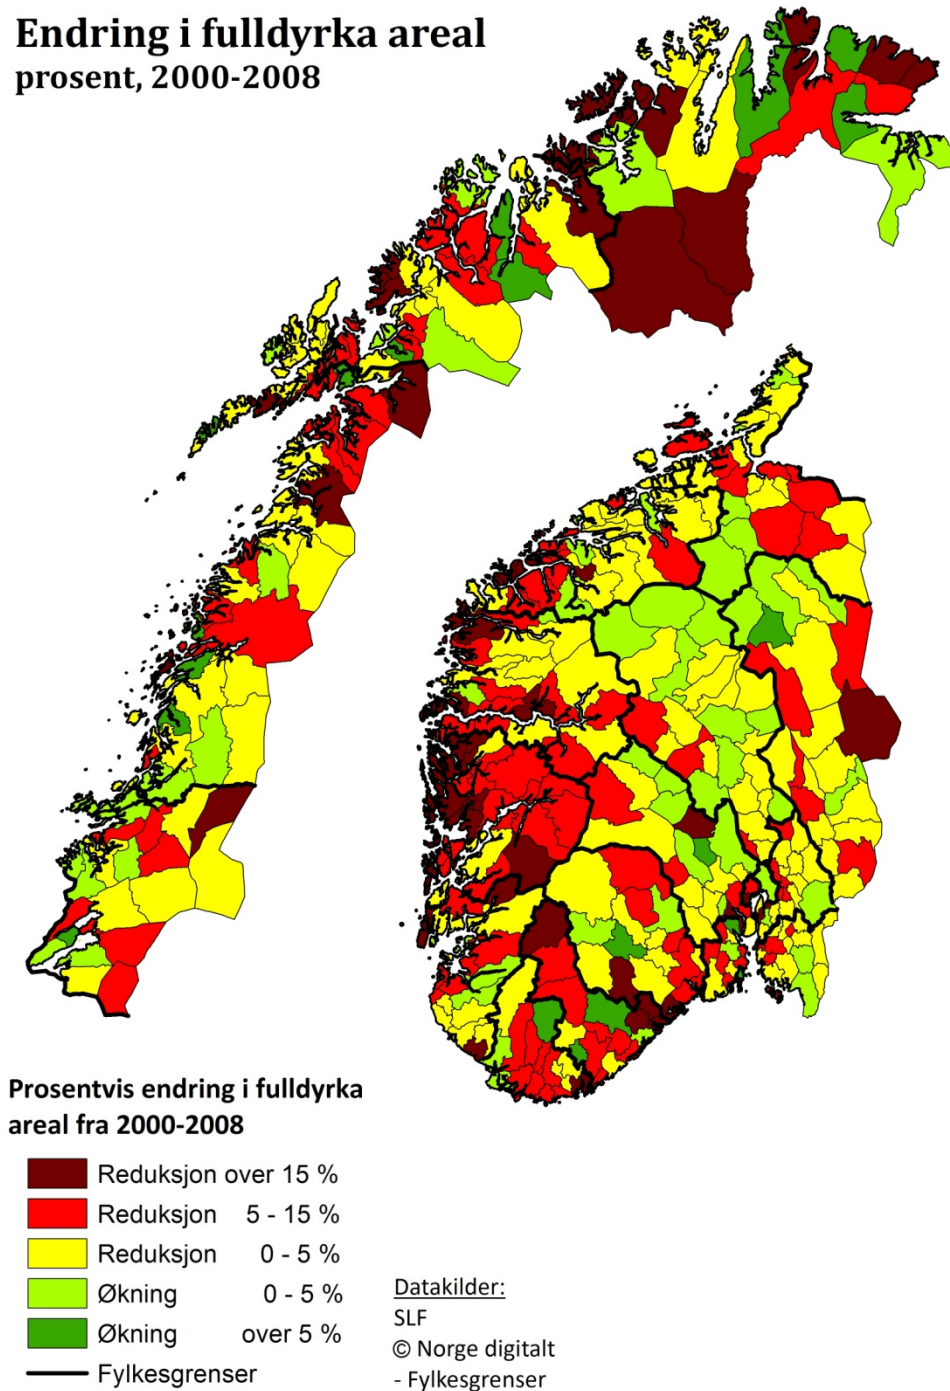 Endring i fulldyrka areal
prosent, 2000-2008
Prosentvis endring i fulldyrka
areal fra 2000-2008
Reduksjon over 15 %
Reduksjon 5 - 15 %
Reduksjon 0 - 5 %
Økning 0 - 5 %
Økning over 5 %
Fylkesgrenser
Datakilder:
SLF
© Norge digitalt
- Fylkesgrenser